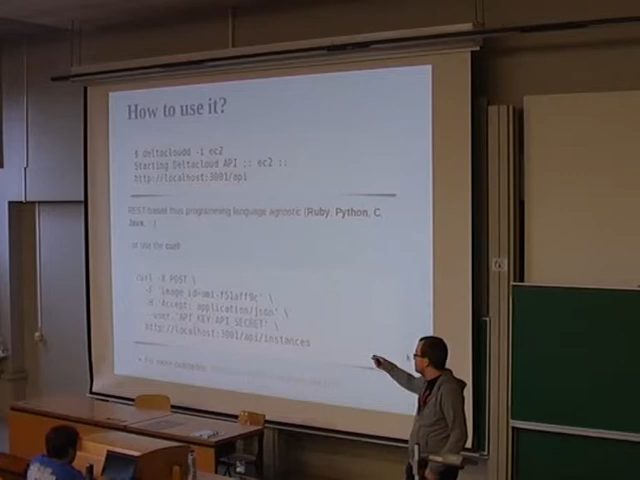 How to use it?
$ deltacloudd -i ec2
Starting Deltacloud API :: ec2 ::
http://localhost:3001/api
REST-based thus programming language agnostic (Ruby, Python, C,
Java, )
or use the
curl -X POST \
-F 'image_id=ami-f51aff9c' \
-H 'Accept: application/json' \
--user 'API_KEY:API_SECRET' \
http://localhost:3001/api/instances